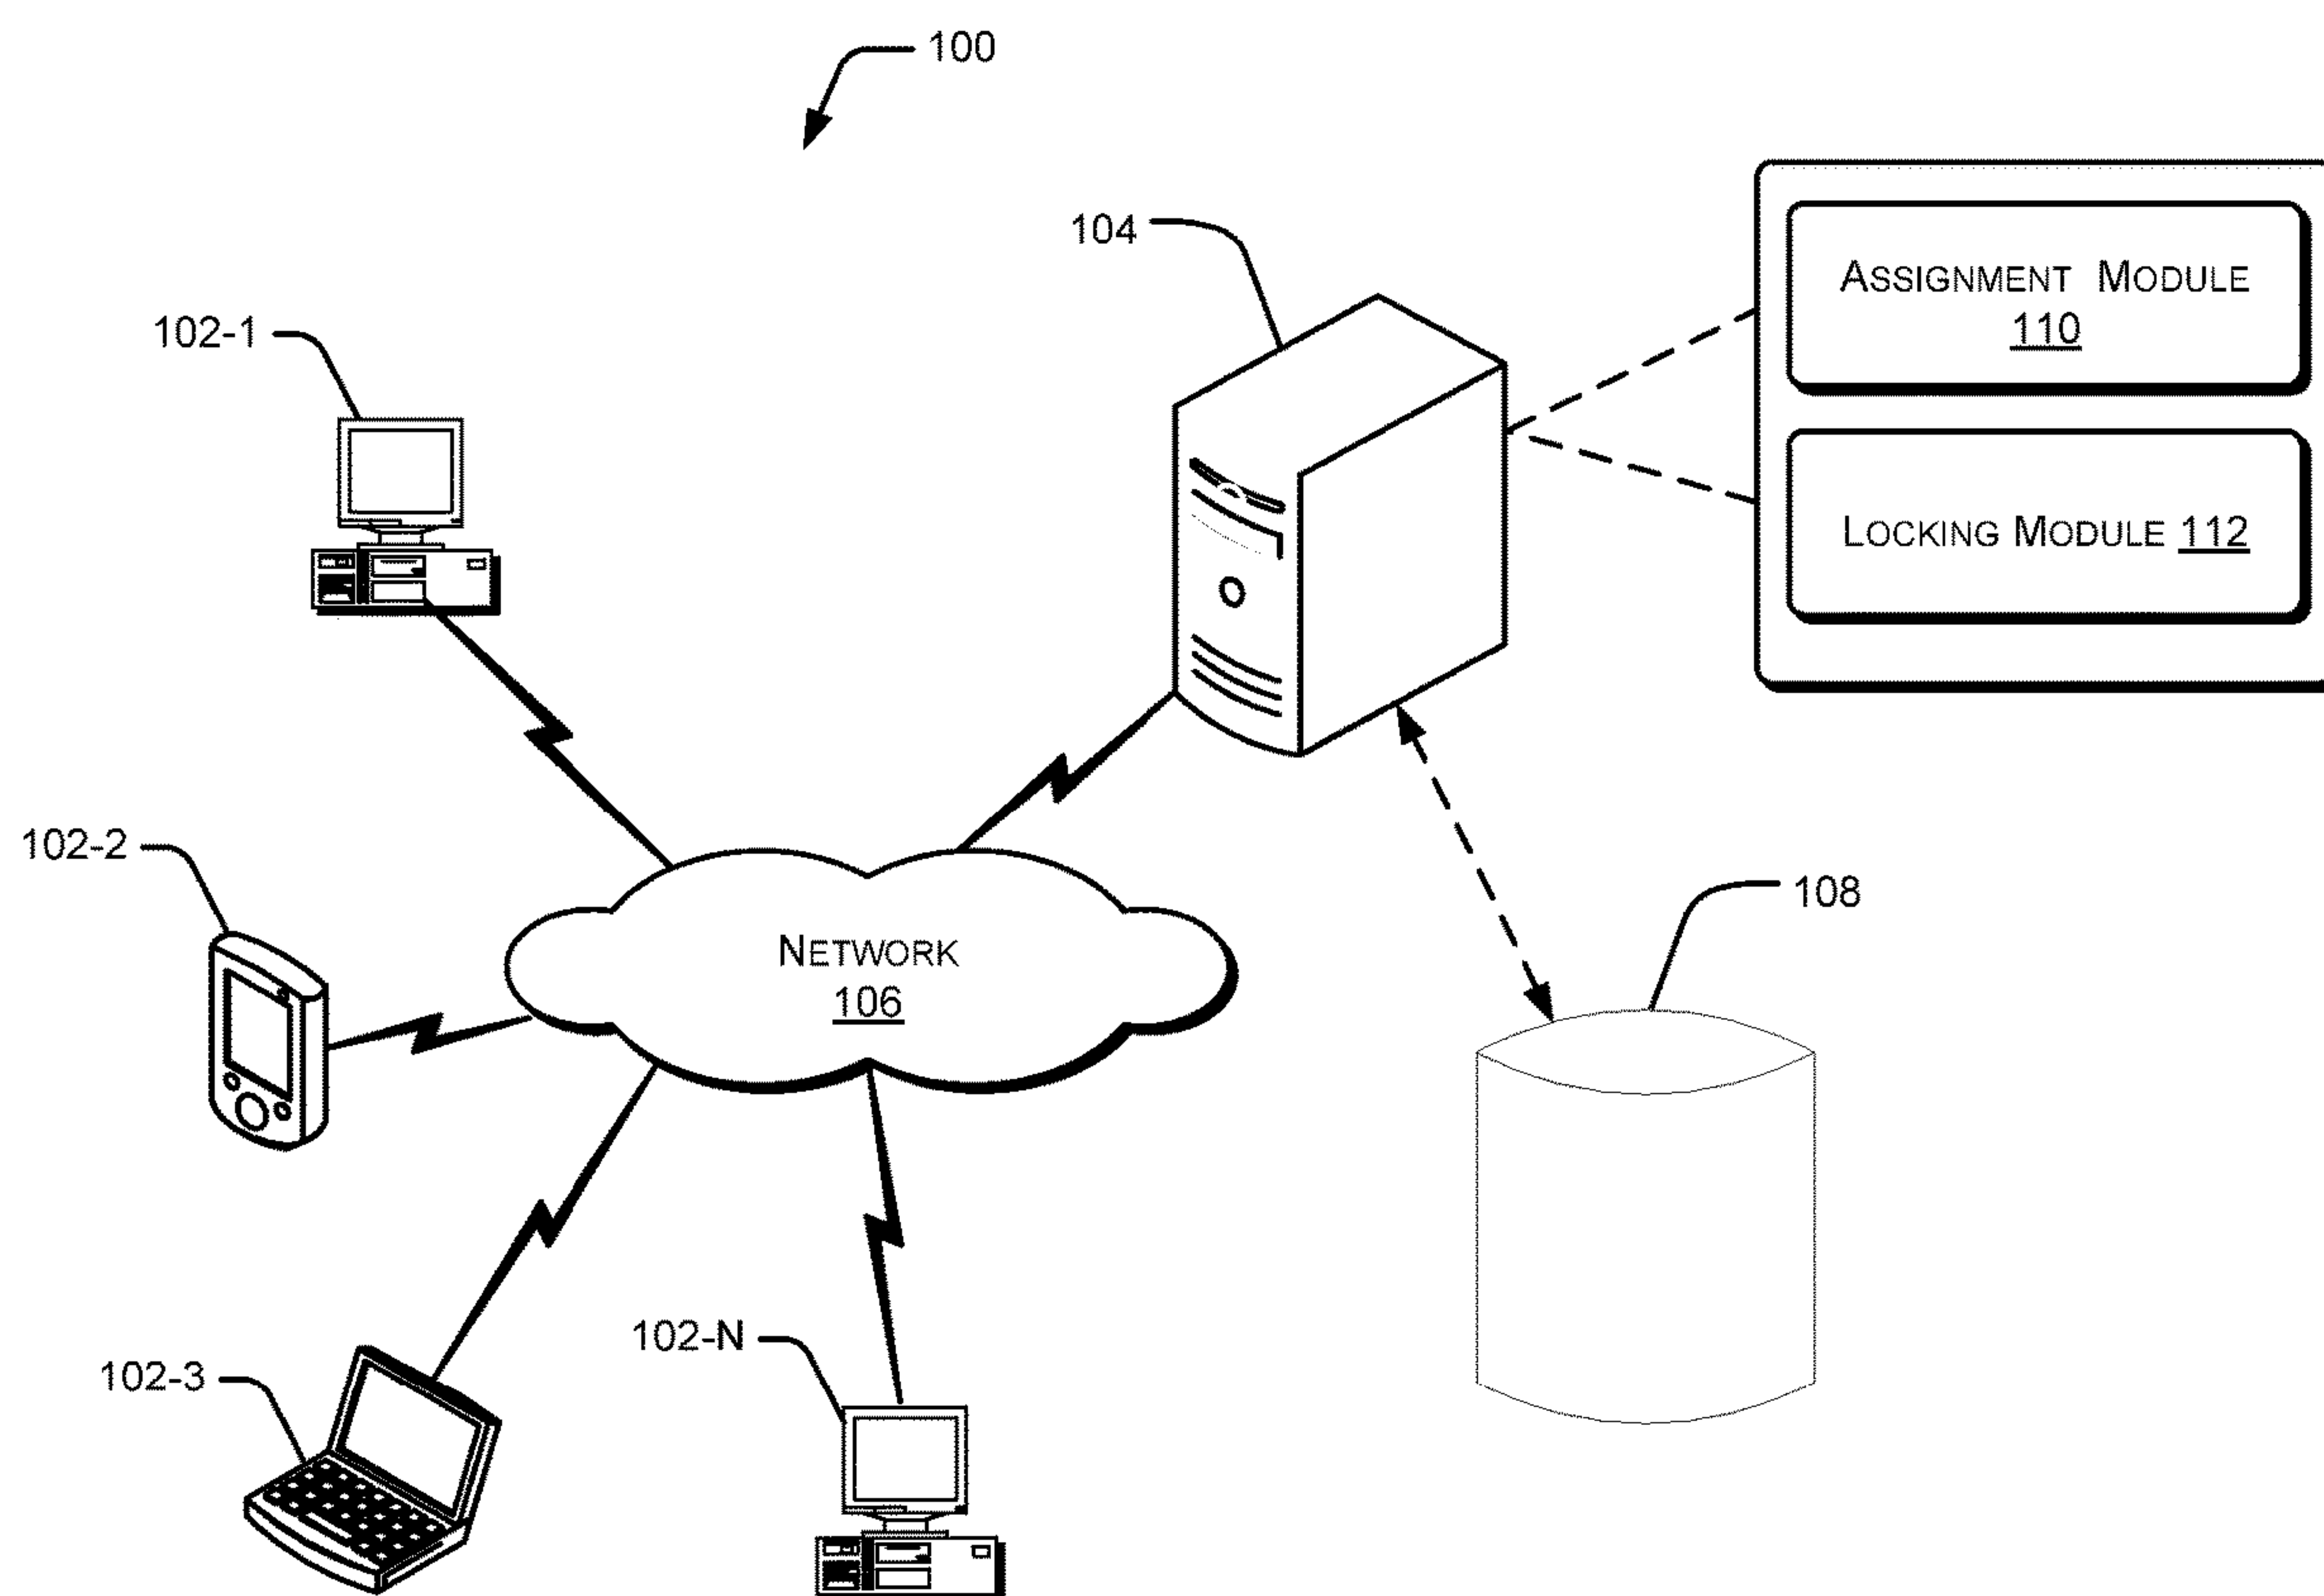 100
104
ASSIGNMENT MODULE
110
102-1
LOCKING MODULE 112
102-2
108
NETWORK
106
102-N
102-3